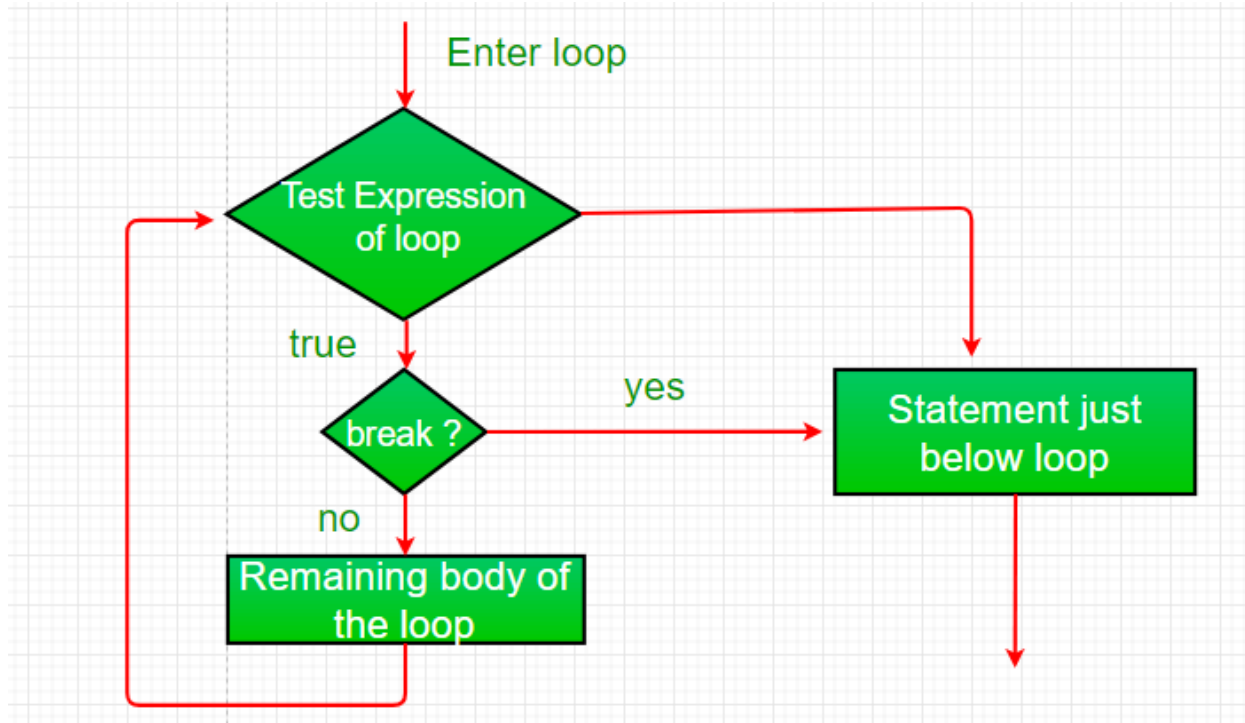 Enter loop
Test Expression
of loop
true
yes
break ?
Statement just
below loop
no
Remaining body of
the loop